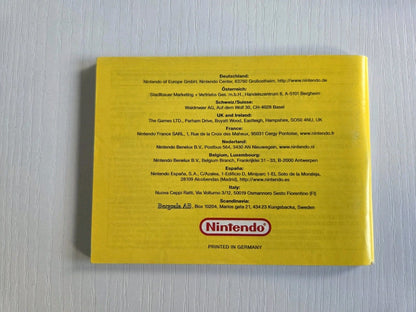 Deutschland:
Nintendo of Europe GmbH, Nintendo Center, 63760 Großostheim, http://www.nintendo.de
Österreich:
Stadlbauer Marketing + Vertrieb Ges. m.b.H., Handelszentrum 6, A-5101 Bergheim
Schweiz/Suisse:
Waldmeier AG, Auf dem Wolf 30, CH-4028 Basel
UK and Ireland:
The Games LTD., Parham Drive, Boyatt Wood, Eastleigh, Hampshire, SO50 4NU, UK
France:
Nintendo France SARL, 1, Rue de la Croix des Maheux, 95031 Cergy Pontoise, www.nintendo.fr
Nederland:
Nintendo Benelux B.V., Postbus 564, 3430 AN Nieuwegein, www.nintendo.nl
Belgium, Luxembourg:
Nintendo Benelux B.V., Belgium Branch, Frankrijklei 31-33, B-2000 Antwerpen
España:
Nintendo España, S.A., C/Azalea, 1-Edificio D, Miniparc 1-EL Soto de la Moraleja,
28109 Alcobendas (Madrid), http://www.nintendo.es
Italy:
Nuova Ceppi Ratti, Via Volturno 3/12, 50019 Osmannoro Sesto Fiorentino (FI)
Scandinavia:
Bergsala AB, Box 10204, Marios gata 21, 434 23 Kungsbacka, Sweden
Nintendo
PRINTED IN GERMANY